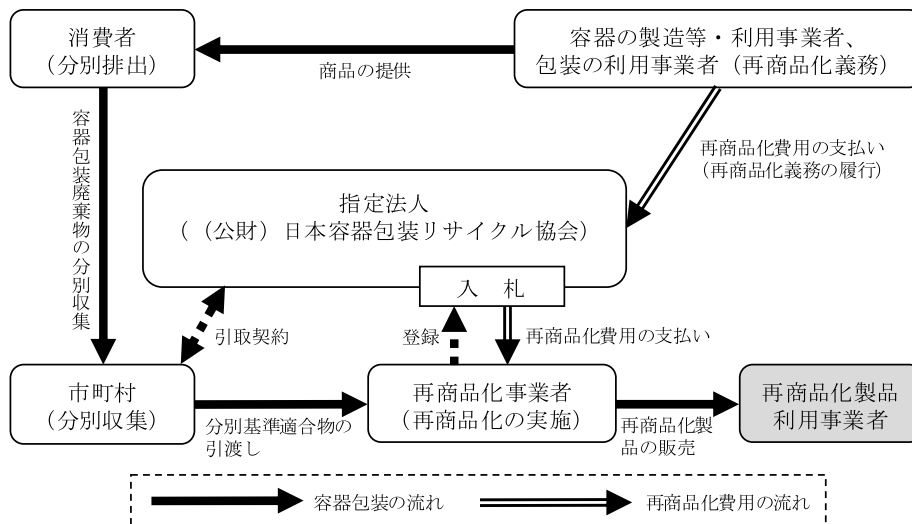 消費者
（分別排出）
容器の製造等・利用事業者、
包装の利用事業者（再商品化義務）
商品の提供
容器包装廃棄物の分別収集
再商品化費用の支払い
（再商品化義務の履行）
指定法人
（（公財）日本容器包装リサイクル協会）
入　札
引取契約
登録
再商品化費用の支払い
市町村
（分別収集）
分別基準適合物の
引渡し
再商品化事業者
（再商品化の実施）
再商品化製
品の販売
再商品化製品
利用事業者
容器包装の流れ
再商品化費用の流れ